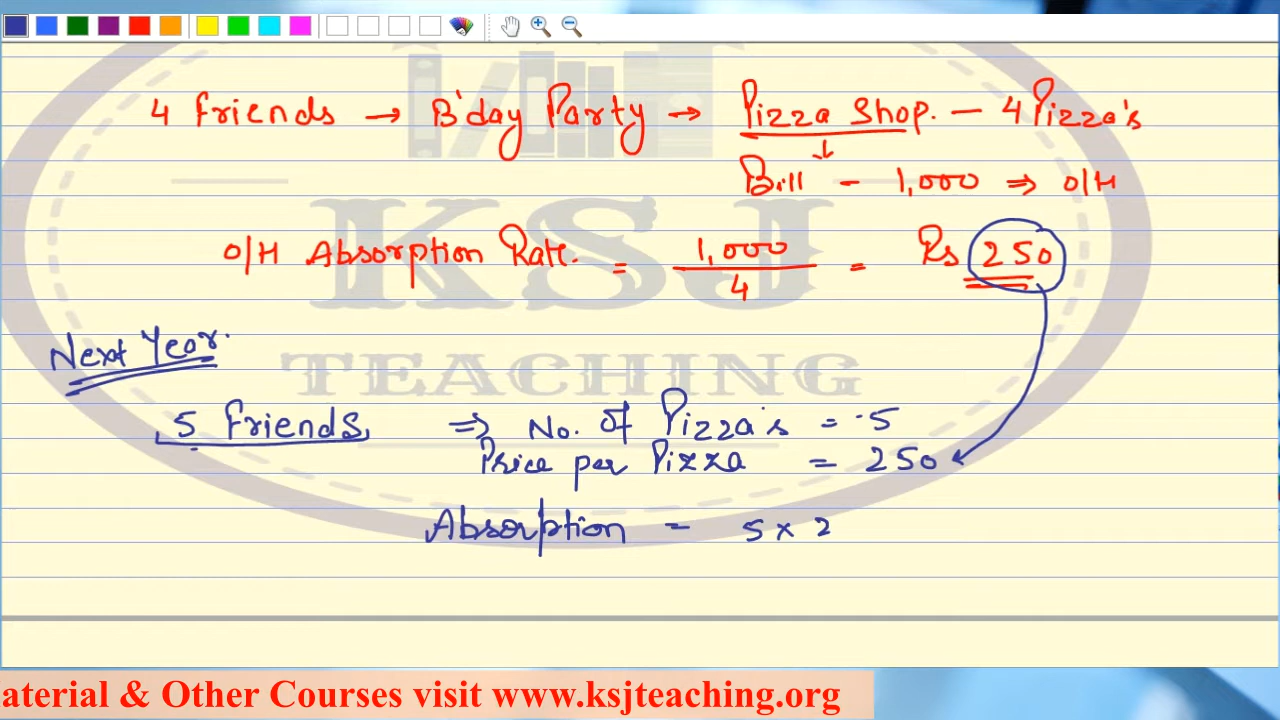 4 Friends → B'day Party → Pizza Shop. – 4 Pizza's
↓
Bill – 1,000 ⇒ O/H
O/H Absorption Rate. = 1,000 / 4 = Rs 250
KSJ
Next Year.
TEACHING
5 Friends ⇒ No. of Pizza's = 5
Price per Pizza = 250
Absorption = 5 x 2
aterial & Other Courses visit www.ksjteaching.org